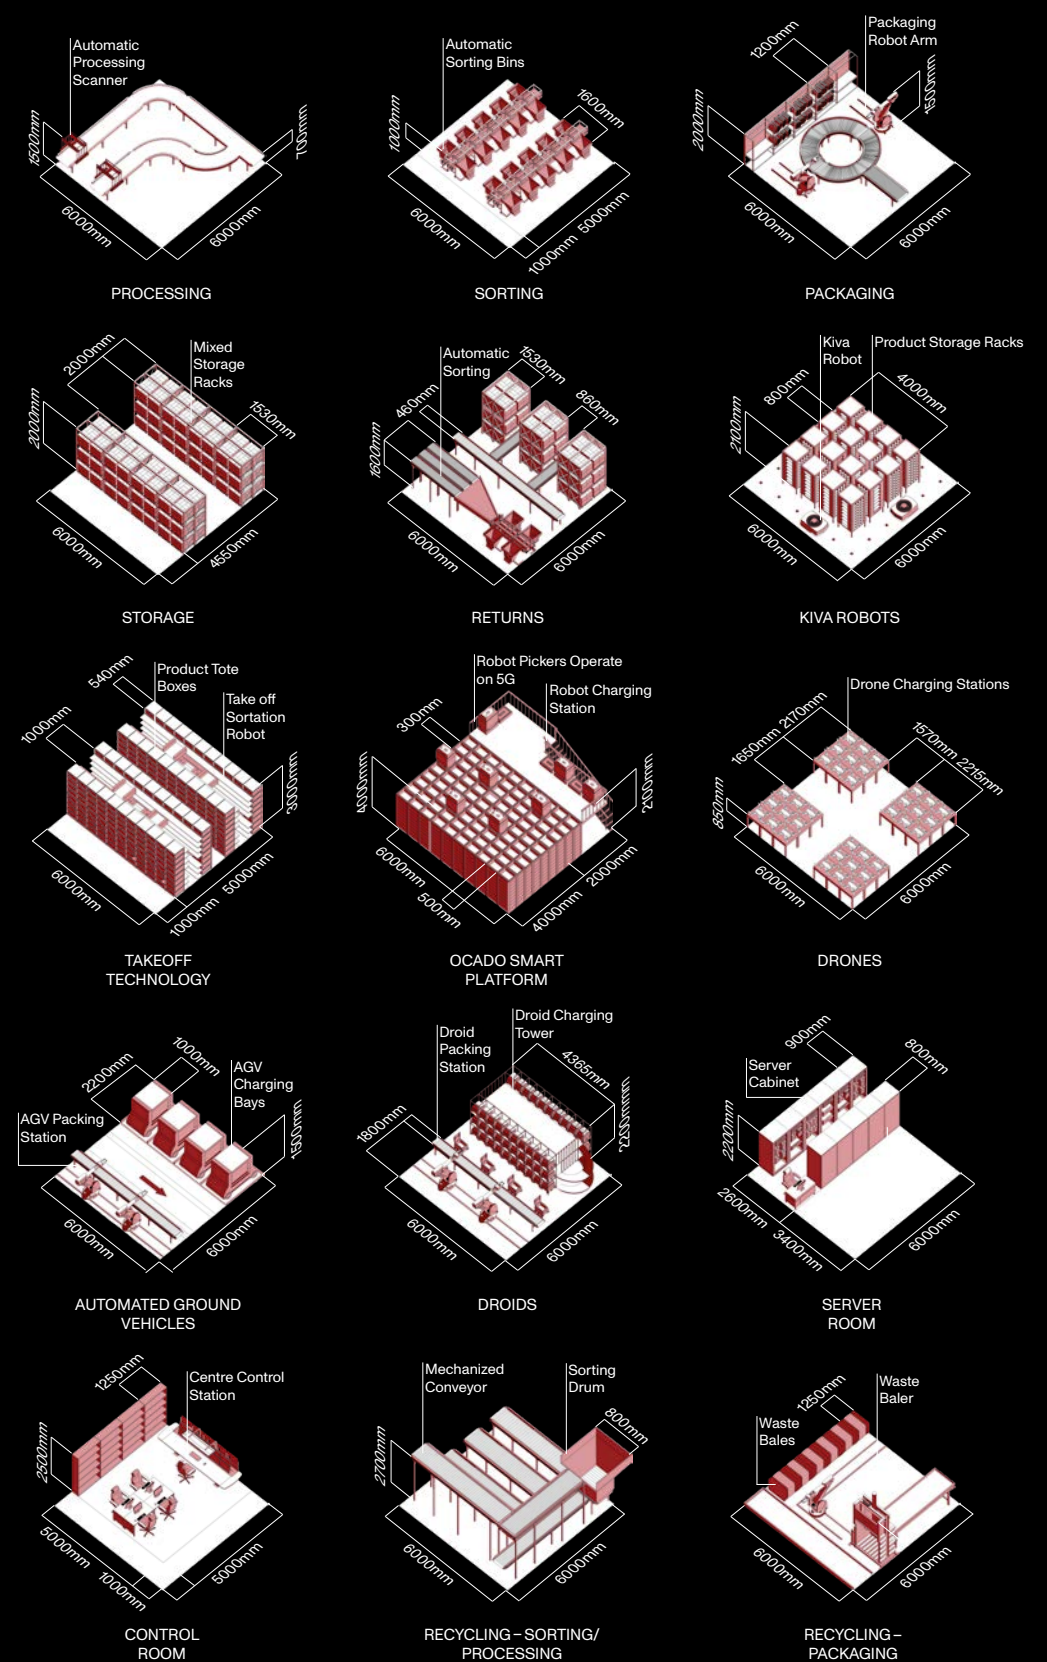 Automatic
Processing
Scanner
1500mm
700mm
6000mm
6000mm
PROCESSING
Automatic
Sorting Bins
1000mm
1600mm
6000mm
1000mm
5000mm
SORTING
Packaging
Robot Arm
1200mm
2000mm
1500mm
6000mm
6000mm
PACKAGING
Mixed
Storage
Racks
2000mm
2000mm
1530mm
6000mm
4550mm
STORAGE
Automatic
Sorting
1530mm
460mm
860mm
1600mm
6000mm
6000mm
RETURNS
Kiva
Robot
Product Storage Racks
800mm
4000mm
2100mm
6000mm
6000mm
KIVA ROBOTS
Product Tote
Boxes
Take off
Sortation
Robot
540mm
1000mm
3000mm
6000mm
1000mm
5000mm
TAKEOFF
TECHNOLOGY
Robot Pickers Operate
on 5G
Robot Charging
Station
300mm
4000mm
6000mm
500mm
4000mm
2000mm
OCADO SMART
PLATFORM
Drone Charging Stations
1650mm
2170mm
1570mm
2215mm
850mm
6000mm
6000mm
DRONES
AGV Packing
Station
AGV
Charging
Bays
2200mm
1000mm
1500mm
6000mm
6000mm
AUTOMATED GROUND
VEHICLES
Droid
Packing
Station
Droid Charging
Tower
4365mm
1800mm
2200mm
6000mm
6000mm
DROIDS
Server
Cabinet
900mm
800mm
2200mm
2600mm
3400mm
6000mm
SERVER
ROOM
Centre Control
Station
1250mm
2500mm
5000mm
1000mm
5000mm
CONTROL
ROOM
Mechanized
Conveyor
Sorting
Drum
800mm
2700mm
6000mm
6000mm
RECYCLING – SORTING/
PROCESSING
Waste
Bales
Waste
Baler
1250mm
6000mm
6000mm
RECYCLING –
PACKAGING